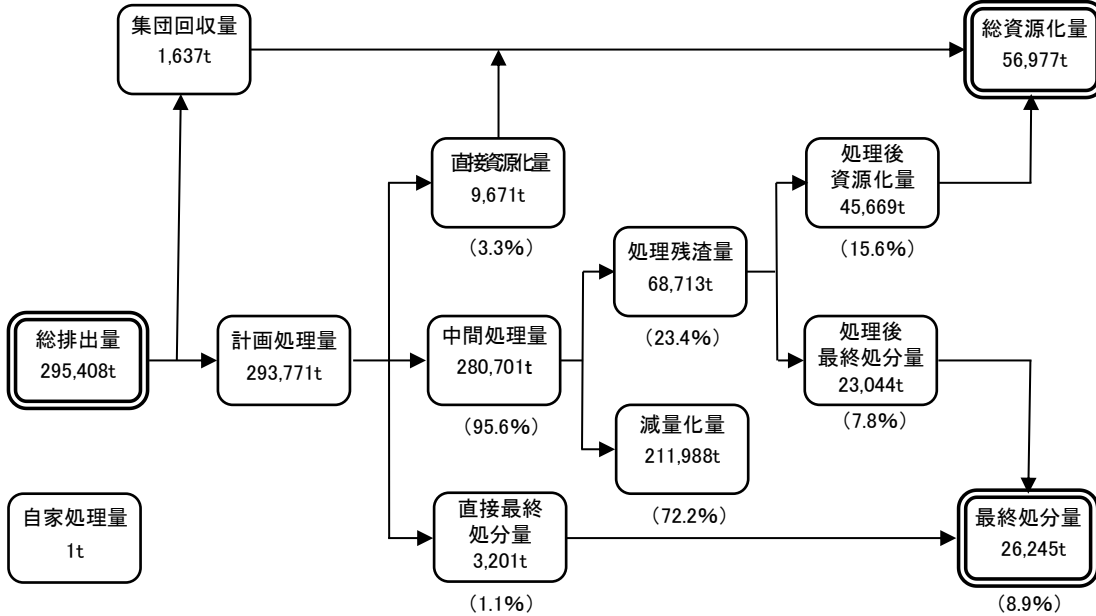 集団回収量
1,637t
総資源化量
56,977t
直接資源化量
9,671t
(3.3%)
処理後
資源化量
45,669t
(15.6%)
処理残渣量
68,713t
(23.4%)
総排出量
295,408t
計画処理量
293,771t
中間処理量
280,701t
(95.6%)
処理後
最終処分量
23,044t
(7.8%)
減量化量
211,988t
(72.2%)
自家処理量
1t
直接最終
処分量
3,201t
(1.1%)
最終処分量
26,245t
(8.9%)